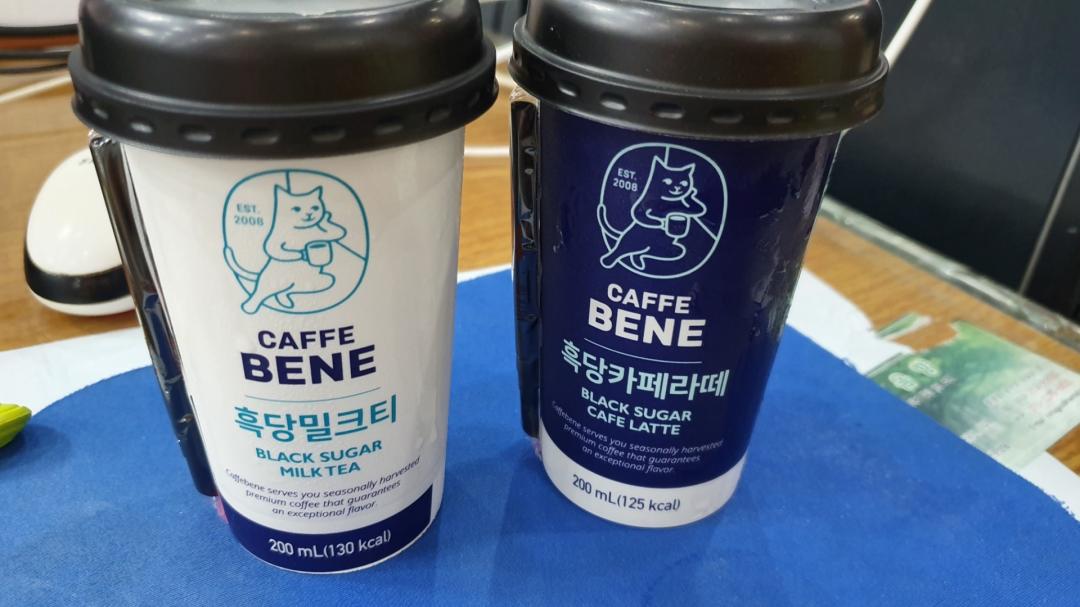 EST.
2008
CAFFE
BENE
흑당밀크티
BLACK SUGAR
MILK TEA
Caffebene serves you seasonally harvested
premium coffee that guarantees
an exceptional flavor.
200 mL(130 kcal)
EST.
2008
CAFFE
BENE
흑당카페라떼
BLACK SUGAR
CAFE LATTE
Caffebene serves you seasonally harvested
premium coffee that guarantees
an exceptional flavor.
200 mL(125 kcal)